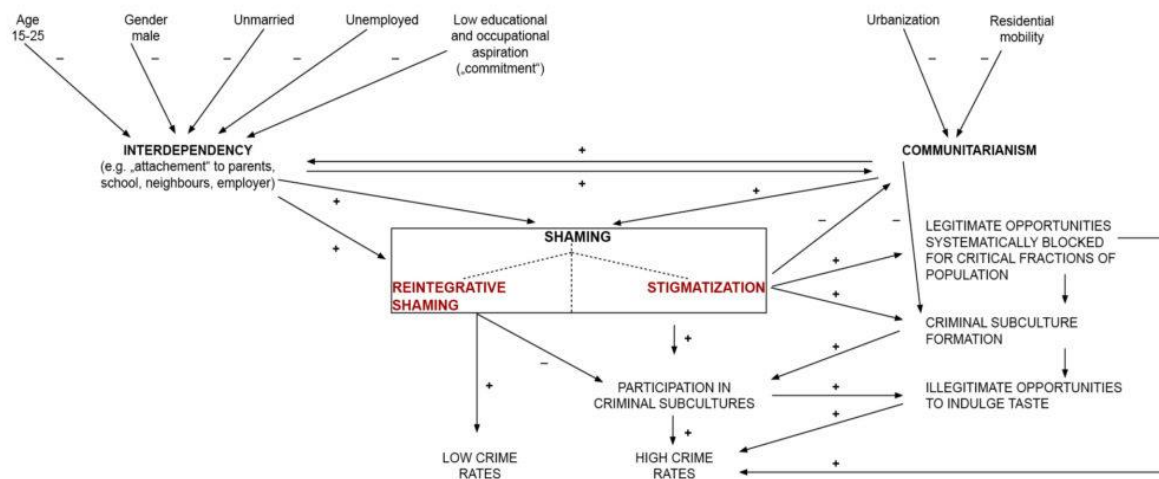 Age
15-25
Gender
male
Unmarried
Unemployed
Low educational
and occupational
aspiration
(„commitment“)
Urbanization
Residential
mobility
–
–
–
–
–
–
–
INTERDEPENDENCY
(e.g. „attachement“ to parents,
school, neighbours, employer)
+
+
COMMUNITARIANISM
+
+
+
–
–
SHAMING
REINTEGRATIVE
SHAMING
STIGMATIZATION
LEGITIMATE OPPORTUNITIES
SYSTEMATICALLY BLOCKED
FOR CRITICAL FRACTIONS OF
POPULATION
+
+
CRIMINAL SUBCULTURE
FORMATION
+
–
+
+
PARTICIPATION IN
CRIMINAL SUBCULTURES
+
ILLEGITIMATE OPPORTUNITIES
TO INDULGE TASTE
+
+
LOW CRIME
RATES
HIGH CRIME
RATES
+